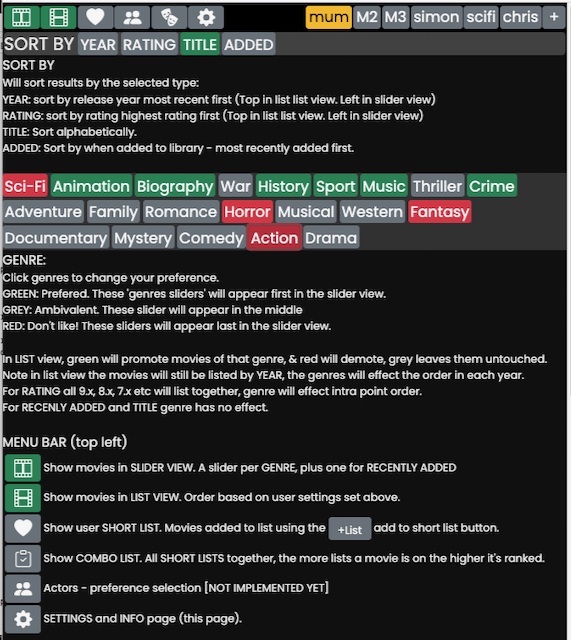 mum M2 M3 simon scifi chris +
SORT BY YEAR RATING TITLE ADDED
SORT BY
Will sort results by the selected type:
YEAR: sort by release year most recent first (Top in list list view. Left in slider view)
RATING: sort by rating highest rating first (Top in list list view. Left in slider view)
TITLE: Sort alphabetically.
ADDED: Sort by when added to library - most recently added first.
Sci-Fi Animation Biography War History Sport Music Thriller Crime
Adventure Family Romance Horror Musical Western Fantasy
Documentary Mystery Comedy Action Drama
GENRE:
Click genres to change your preference.
GREEN: Prefered. These 'genres sliders' will appear first in the slider view.
GREY: Ambivalent. These slider will appear in the middle
RED: Don't like! These sliders will appear last in the slider view.
In LIST view, green will promote movies of that genre, & red will demote, grey leaves them untouched.
Note in list view the movies will still be listed by YEAR, the genres will effect the order in each year.
For RATING all 9.x, 8.x, 7.x etc will list together, genre will effect intra point order.
For RECENLY ADDED and TITLE genre has no effect.
MENU BAR (top left)
Show movies in SLIDER VIEW. A slider per GENRE, plus one for RECENTLY ADDED
Show movies in LIST VIEW. Order based on user settings set above.
Show user SHORT LIST. Movies added to list using the +List add to short list button.
Show COMBO LIST. All SHORT LISTS together, the more lists a movie is on the higher it's ranked.
Actors - preference selection [NOT IMPLEMENTED YET]
SETTINGS and INFO page (this page).